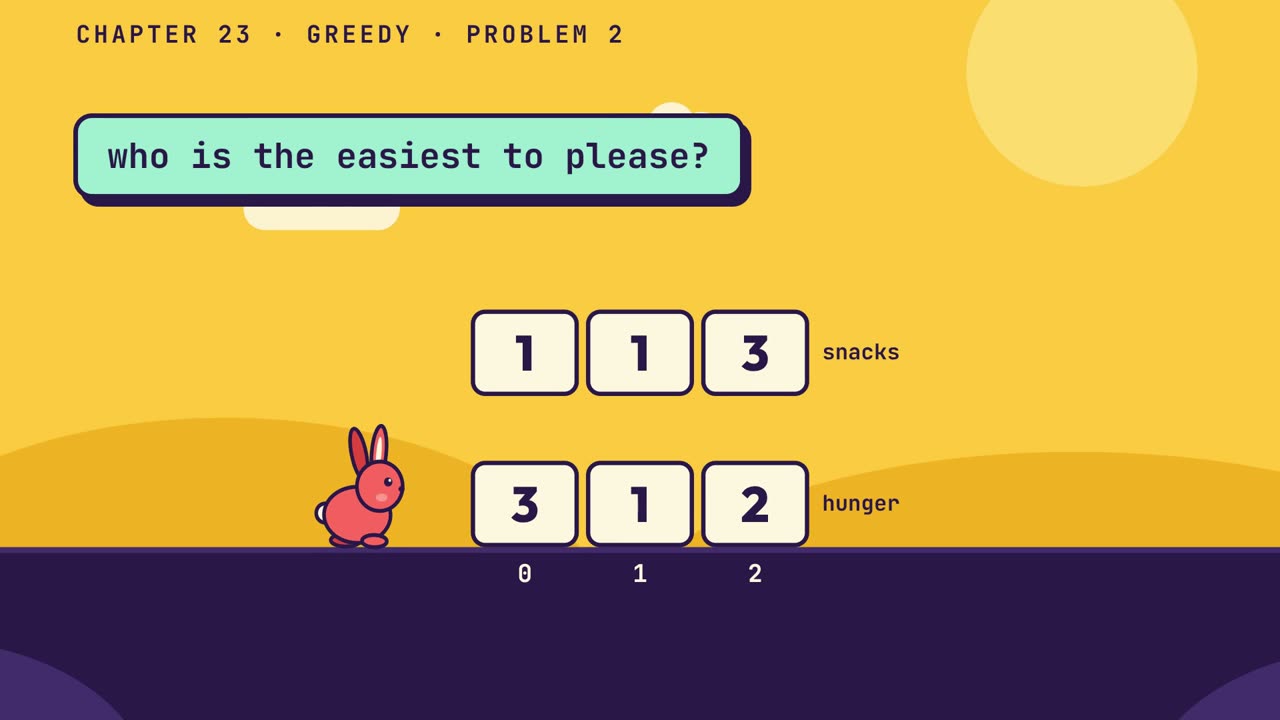 CHAPTER 23 · GREEDY · PROBLEM 2
who is the easiest to please?
1 1 3 snacks
3 1 2 hunger
0 1 2